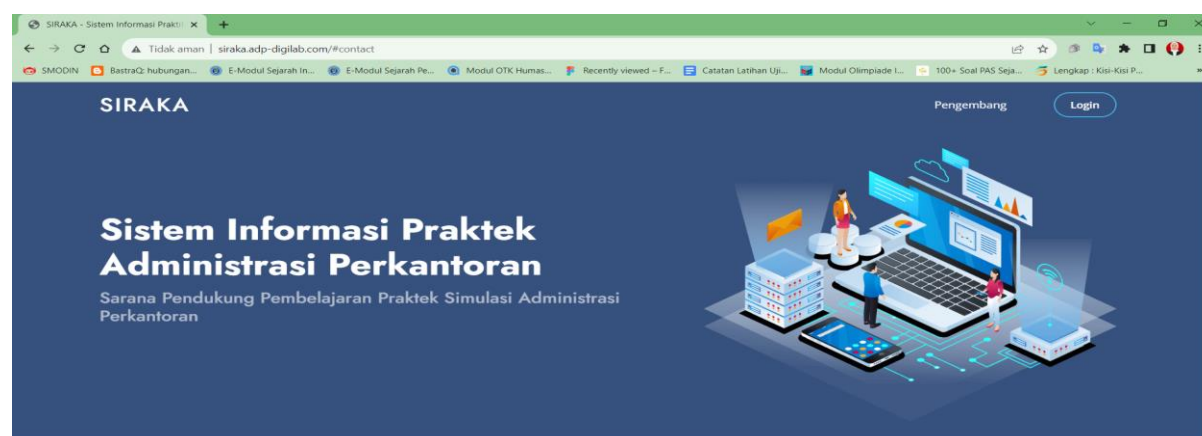 SIRAKA - Sistem Informasi Prakti
Tidak aman | siraka.adp-digilab.com/#contact
SMODIN BastraQ: hubungan... E-Modul Sejarah In... E-Modul Sejarah Pe... Modul OTK Humas... Recently viewed – F... Catatan Latihan Uji... Modul Olimpiade I... 100+ Soal PAS Seja... Lengkap : Kisi-Kisi P... »
SIRAKA Pengembang Login
Sistem Informasi Praktek
Administrasi Perkantoran
Sarana Pendukung Pembelajaran Praktek Simulasi Administrasi
Perkantoran